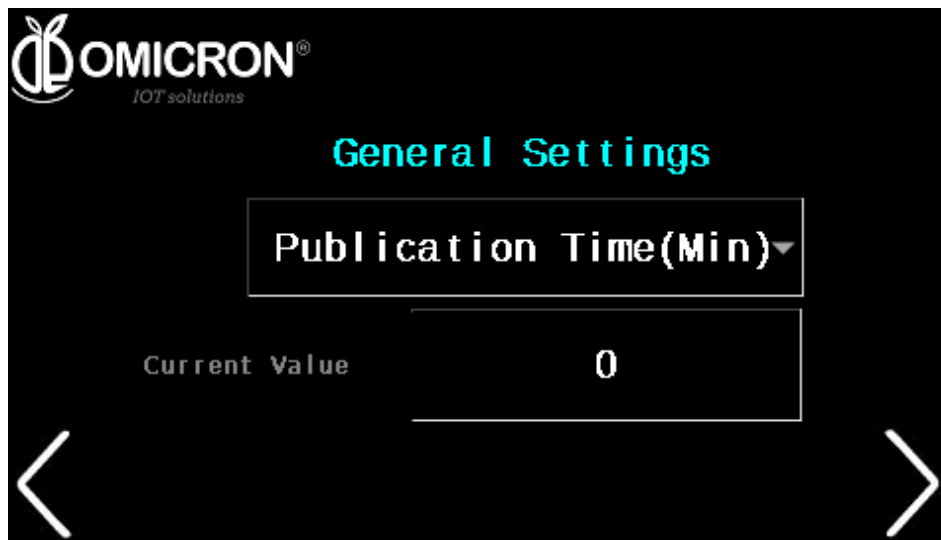 OMICRON®
IOT solutions
General Settings
Publication Time(Min)
Current Value
0